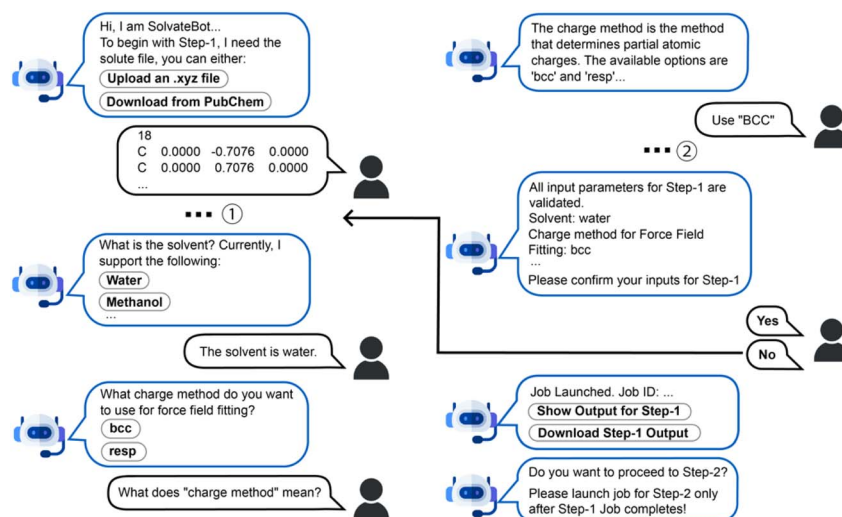 Hi, I am SolvateBot...
To begin with Step-1, I need the
solute file, you can either:
Upload an .xyz file
Download from PubChem
18
C 0.0000 -0.7076 0.0000
C 0.0000 0.7076 0.0000
...
... 1
What is the solvent? Currently, I
support the following:
Water
Methanol
...
The solvent is water.
What charge method do you want
to use for force field fitting?
bcc
resp
What does "charge method" mean?
The charge method is the method
that determines partial atomic
charges. The available options are
'bcc' and 'resp'...
Use "BCC"
... 2
All input parameters for Step-1 are
validated.
Solvent: water
Charge method for Force Field
Fitting: bcc
...
Please confirm your inputs for Step-1
Yes
No
Job Launched. Job ID: ...
Show Output for Step-1
Download Step-1 Output
Do you want to proceed to Step-2?
Please launch job for Step-2 only
after Step-1 Job completes!